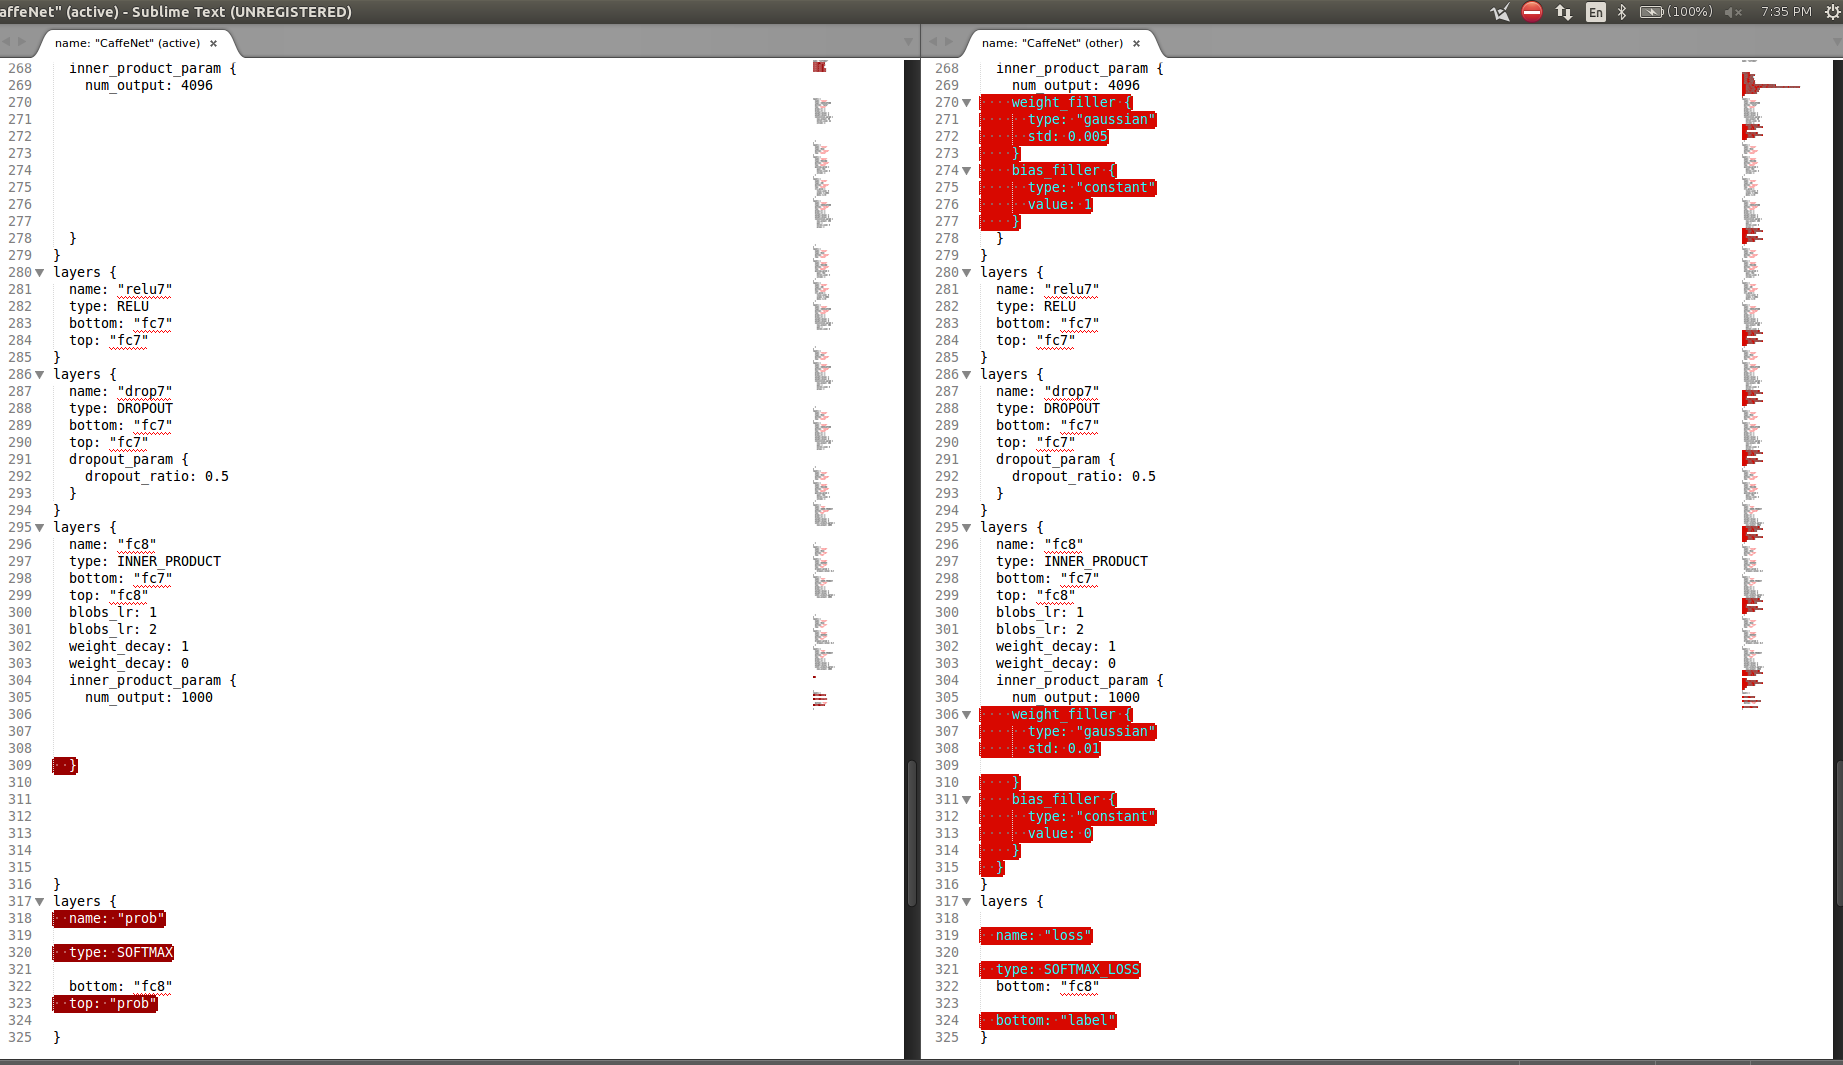 affeNet" (active) - Sublime Text (UNREGISTERED)
En (100%) 7:35 PM
name: "CaffeNet" (active) ×
268 inner_product_param {
269 num_output: 4096
270
271
272
273
274
275
276
277
278 }
279 }
280 layers {
281 name: "relu7"
282 type: RELU
283 bottom: "fc7"
284 top: "fc7"
285 }
286 layers {
287 name: "drop7"
288 type: DROPOUT
289 bottom: "fc7"
290 top: "fc7"
291 dropout_param {
292 dropout_ratio: 0.5
293 }
294 }
295 layers {
296 name: "fc8"
297 type: INNER_PRODUCT
298 bottom: "fc7"
299 top: "fc8"
300 blobs_lr: 1
301 blobs_lr: 2
302 weight_decay: 1
303 weight_decay: 0
304 inner_product_param {
305 num_output: 1000
306
307
308
309 }
310
311
312
313
314
315
316 }
317 layers {
318 name: "prob"
319
320 type: SOFTMAX
321
322 bottom: "fc8"
323 top: "prob"
324
325 }
name: "CaffeNet" (other) ×
268 inner_product_param {
269 num_output: 4096
270 weight_filler {
271 type: "gaussian"
272 std: 0.005
273 }
274 bias_filler {
275 type: "constant"
276 value: 1
277 }
278 }
279 }
280 layers {
281 name: "relu7"
282 type: RELU
283 bottom: "fc7"
284 top: "fc7"
285 }
286 layers {
287 name: "drop7"
288 type: DROPOUT
289 bottom: "fc7"
290 top: "fc7"
291 dropout_param {
292 dropout_ratio: 0.5
293 }
294 }
295 layers {
296 name: "fc8"
297 type: INNER_PRODUCT
298 bottom: "fc7"
299 top: "fc8"
300 blobs_lr: 1
301 blobs_lr: 2
302 weight_decay: 1
303 weight_decay: 0
304 inner_product_param {
305 num_output: 1000
306 weight_filler {
307 type: "gaussian"
308 std: 0.01
309
310 }
311 bias_filler {
312 type: "constant"
313 value: 0
314 }
315 }
316 }
317 layers {
318
319 name: "loss"
320
321 type: SOFTMAX_LOSS
322 bottom: "fc8"
323
324 bottom: "label"
325 }